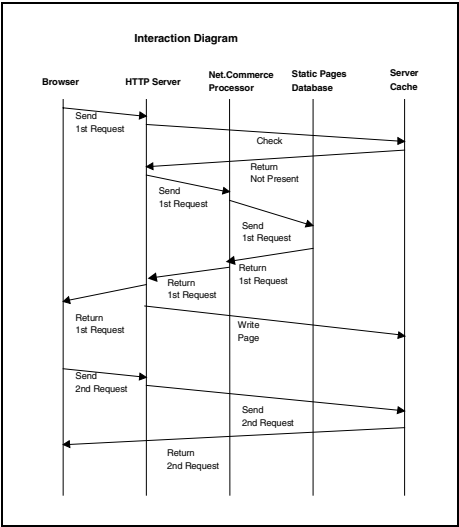 Interaction Diagram
Browser
HTTP Server
Net.Commerce
Processor
Static Pages
Database
Server
Cache
Send
1st Request
Check
Return
Not Present
Send
1st Request
Send
1st Request
Return
1st Request
Return
1st Request
Return
1st Request
Write
Page
Send
2nd Request
Send
2nd Request
Return
2nd Request